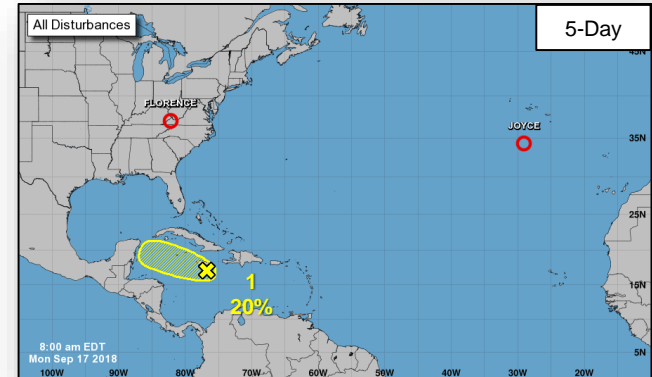 All Disturbances
5-Day
45N
FLORENCE
JOYCE
35N
25N
1
20%
15N
8:00 am EDT
Mon Sep 17 2018
5N
100W 90W 80W 70W 60W 50W 40W 30W 20W 10W